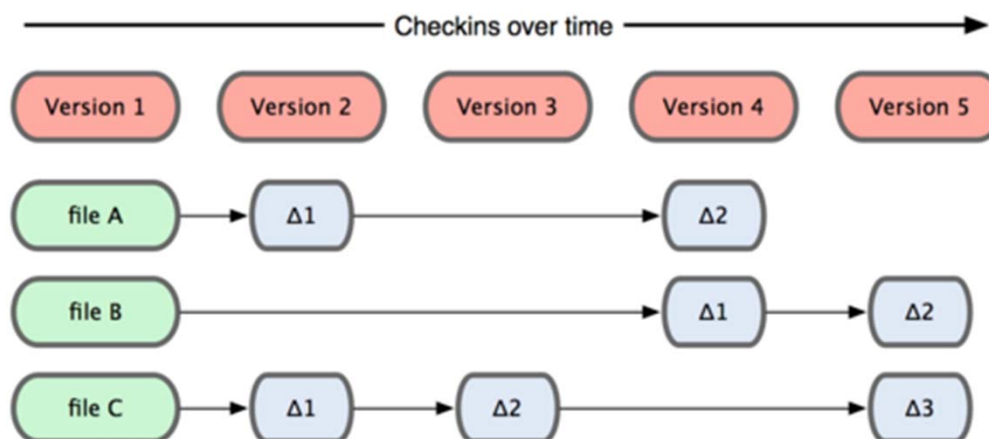 Checkins over time
Version 1 Version 2 Version 3 Version 4 Version 5
file A Δ1 Δ2
file B Δ1 Δ2
file C Δ1 Δ2 Δ3